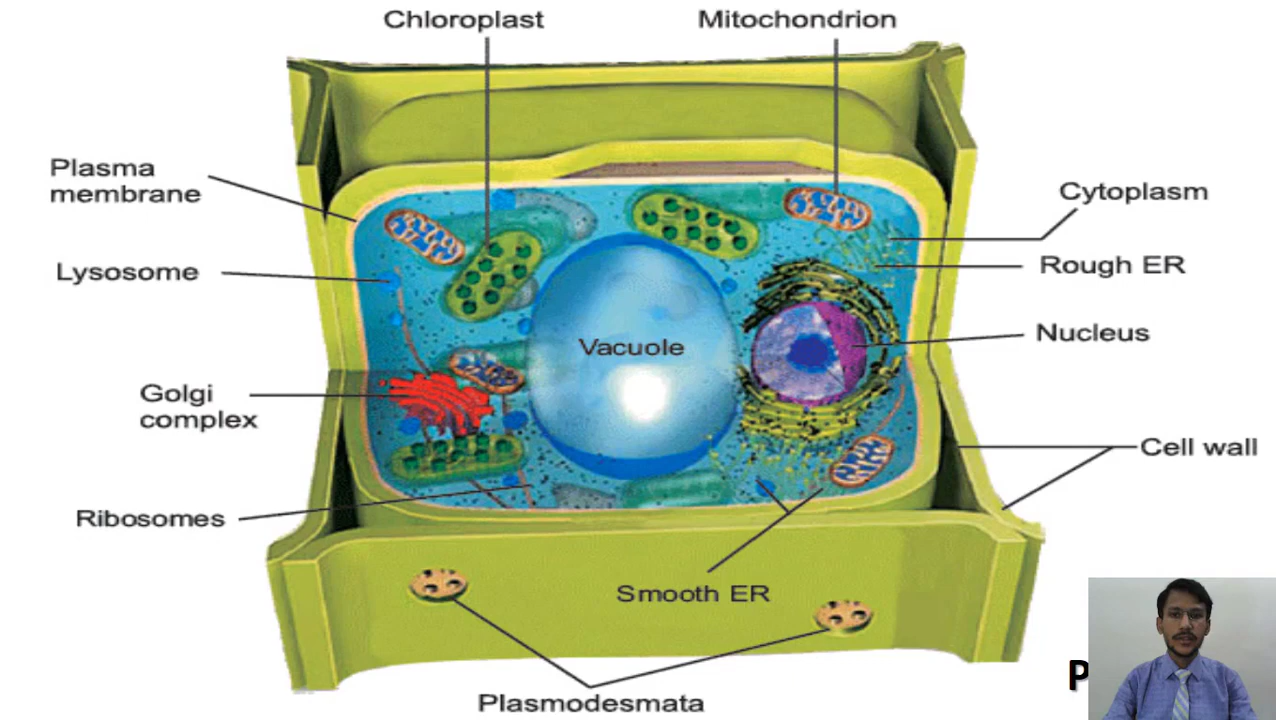 Chloroplast
Mitochondrion
Plasma
membrane
Cytoplasm
Lysosome
Rough ER
Nucleus
Vacuole
Golgi
complex
Cell wall
Ribosomes
Smooth ER
P
Plasmodesmata